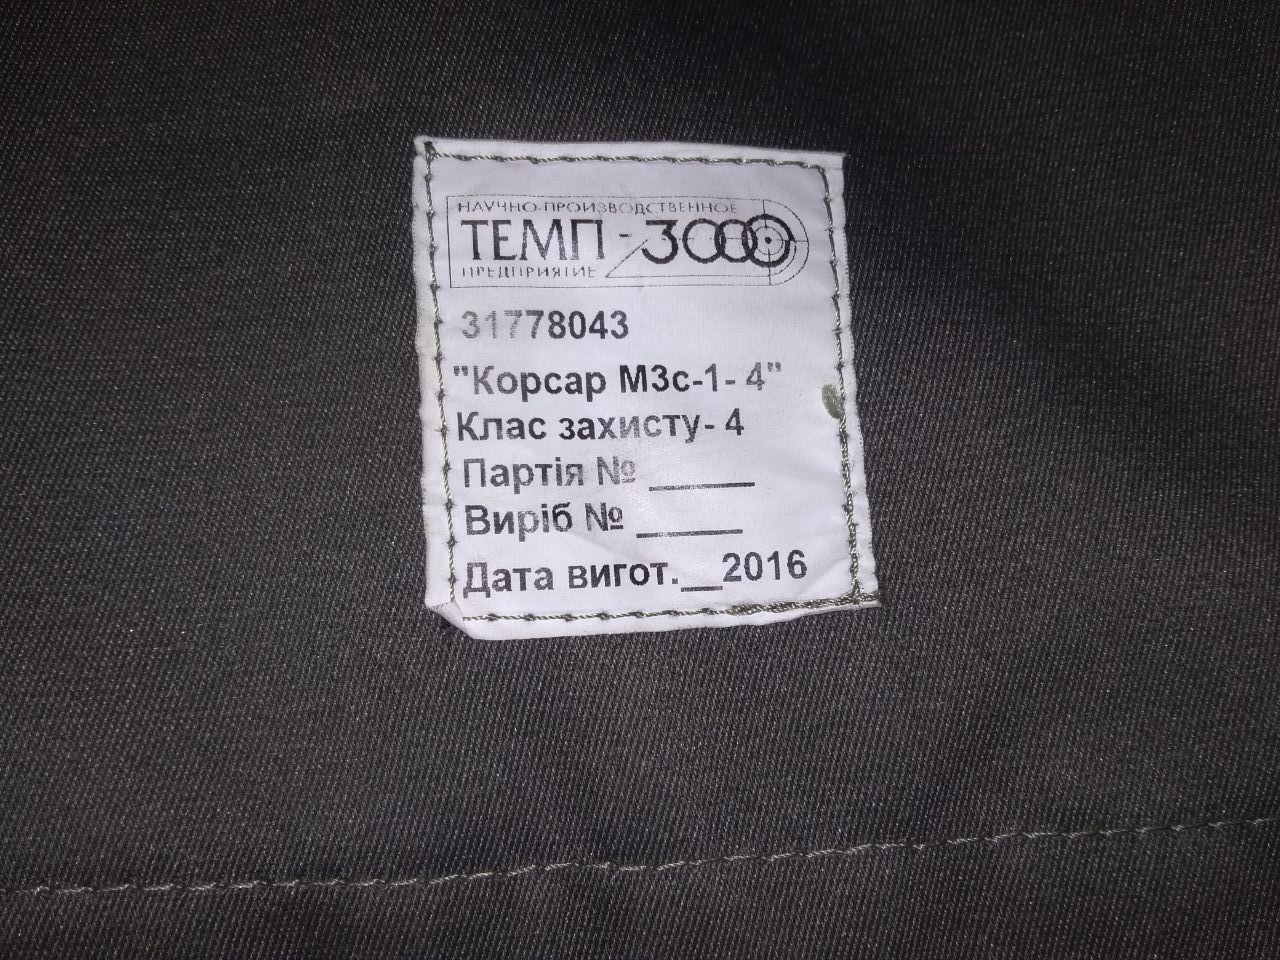 НАУЧНО-ПРОИЗВОДСТВЕННОЕ
ТЕМП - 3000
ПРЕДПРИЯТИЕ
31778043
"Корсар М3с-1- 4"
Клас захисту- 4
Партія № ______
Виріб № ______
Дата вигот.__2016